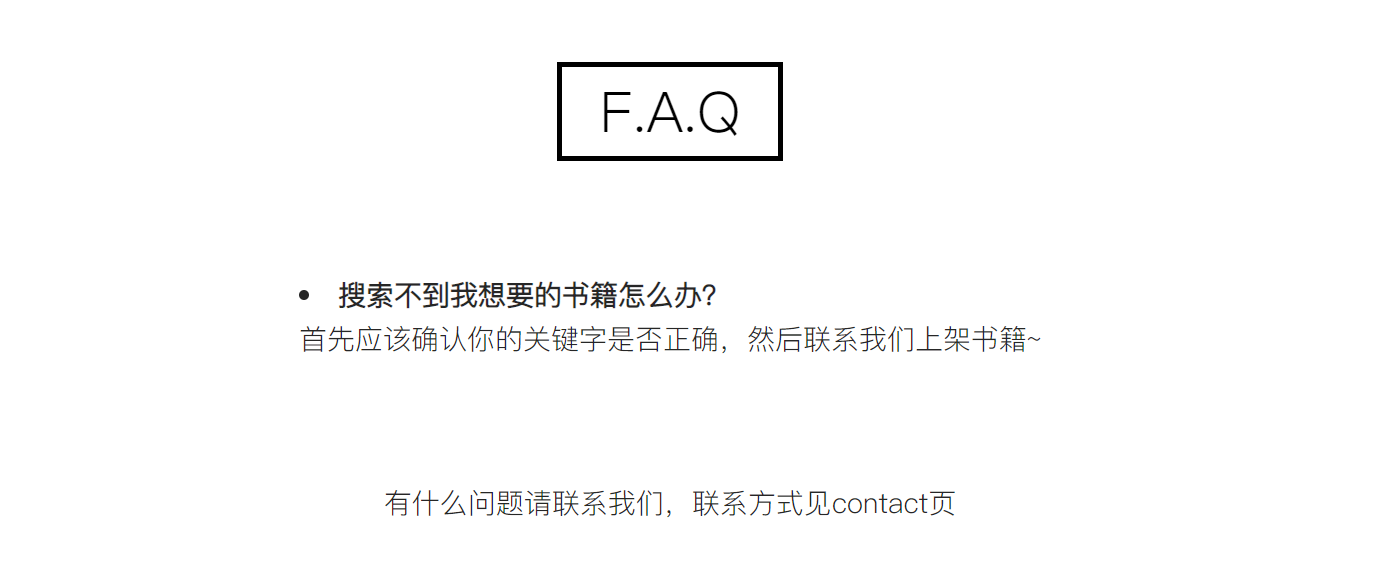 F.A.Q
• 搜索不到我想要的书籍怎么办？
首先应该确认你的关键字是否正确，然后联系我们上架书籍~
有什么问题请联系我们，联系方式见contact页